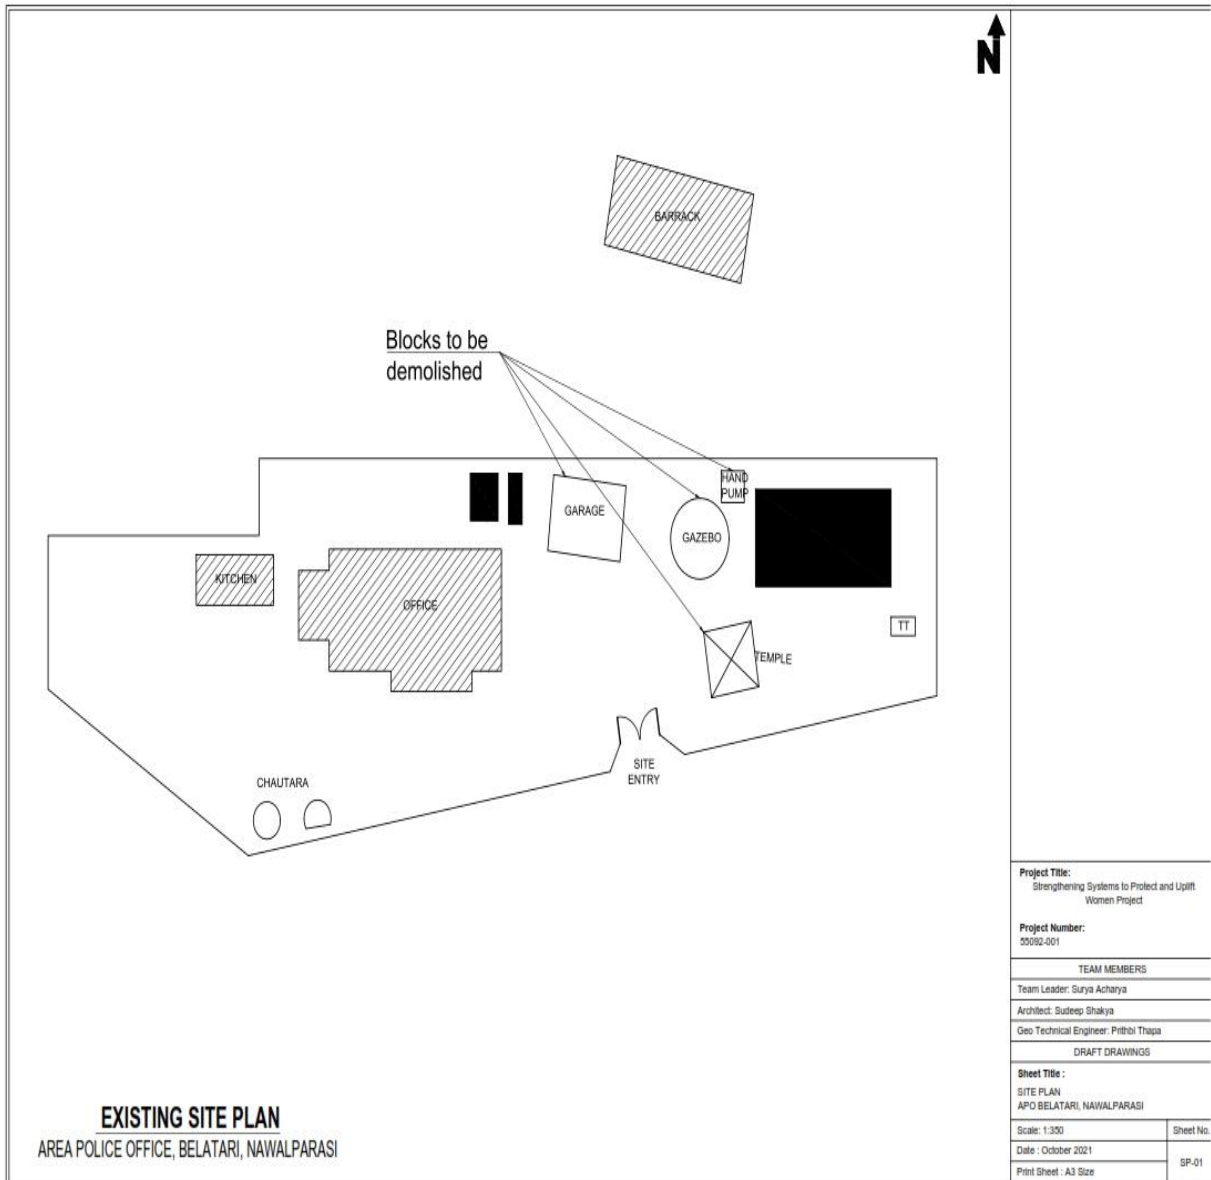 N
BARRACK
Blocks to be
demolished
HAND
PUMP
GARAGE
GAZEBO
KITCHEN
OFFICE
TT
TEMPLE
SITE
ENTRY
CHAUTARA
EXISTING SITE PLAN
AREA POLICE OFFICE, BELATARI, NAWALPARASI
Project Title:
Strengthening Systems to Protect and Uplift
Women Project
Project Number:
55092-001
TEAM MEMBERS
Team Leader: Surya Acharya
Architect: Sudeep Shakya
Geo Technical Engineer: Prithbi Thapa
DRAFT DRAWINGS
Sheet Title :
SITE PLAN
APO BELATARI, NAWALPARASI
Scale: 1:350
Sheet No.
Date : October 2021
SP-01
Print Sheet : A3 Size